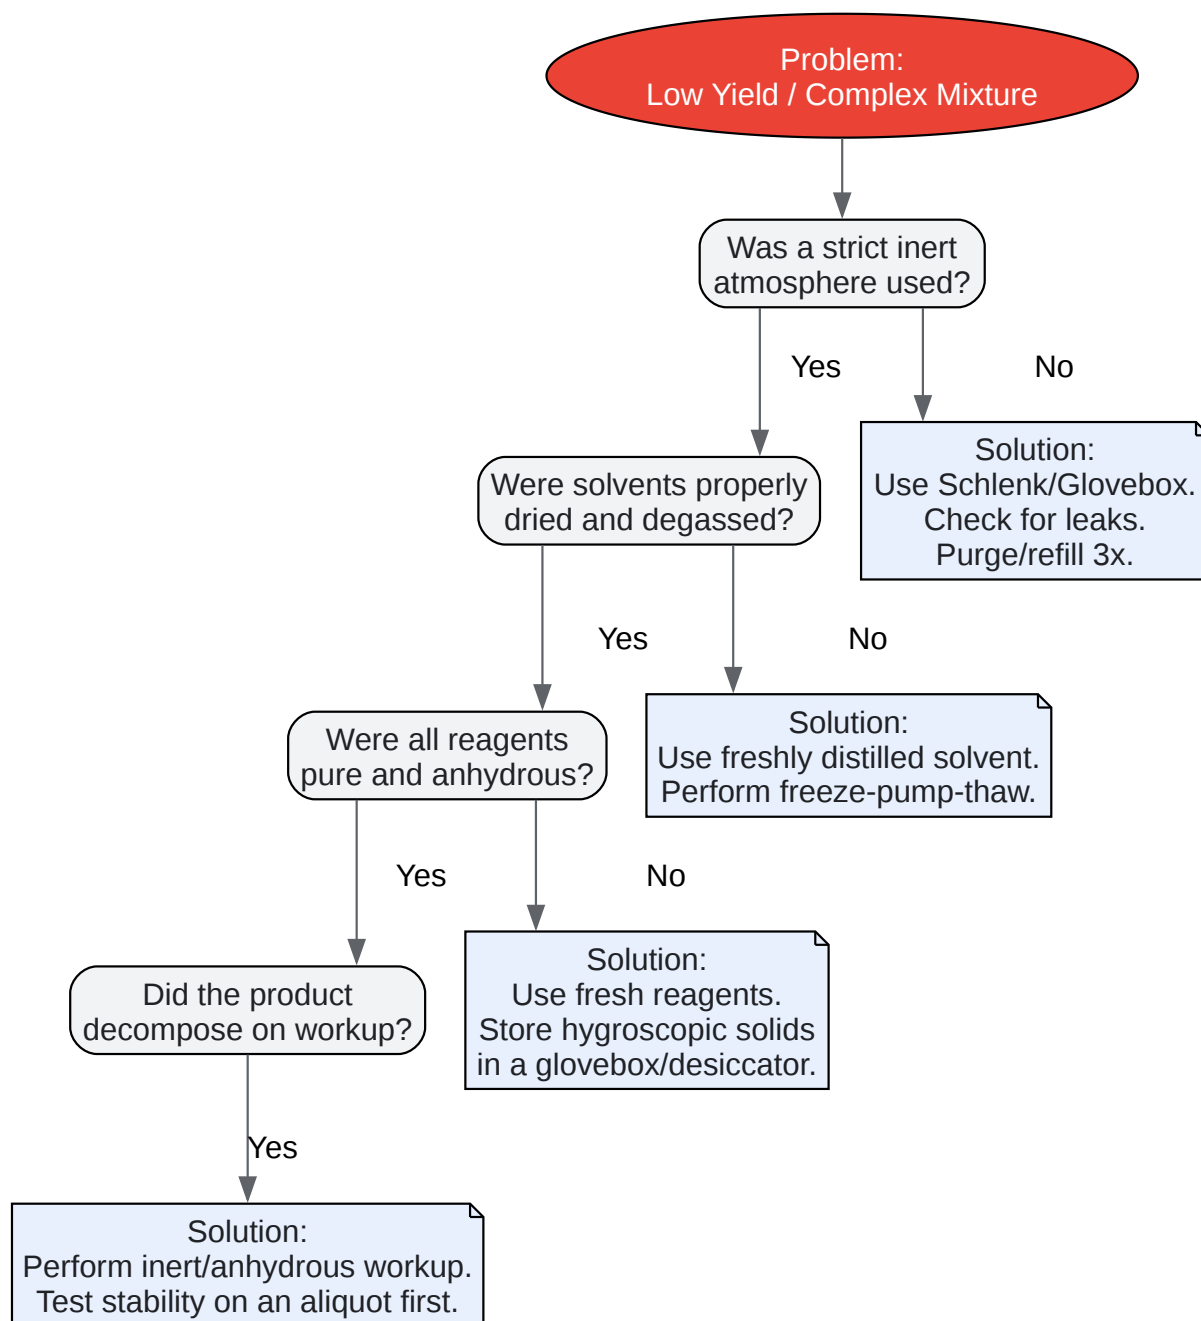 Problem:
Low Yield / Complex Mixture
Was a strict inert
atmosphere used?
Yes
No
Solution:
Use Schlenk/Glovebox.
Check for leaks.
Purge/refill 3x.
Were solvents properly
dried and degassed?
Yes
No
Solution:
Use freshly distilled solvent.
Perform freeze-pump-thaw.
Were all reagents
pure and anhydrous?
Yes
No
Solution:
Use fresh reagents.
Store hygroscopic solids
in a glovebox/desiccator.
Did the product
decompose on workup?
Yes
Solution:
Perform inert/anhydrous workup.
Test stability on an aliquot first.